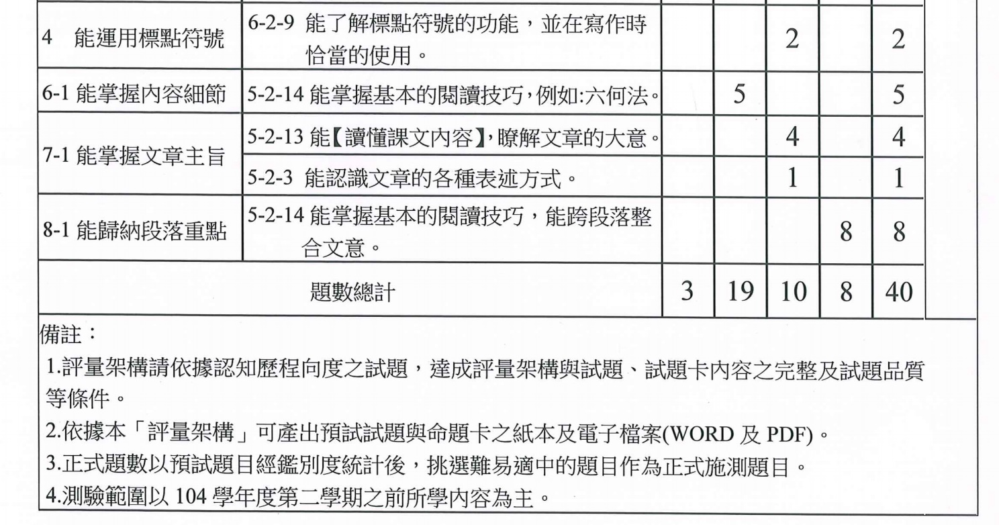 4 能運用標點符號
6-2-9 能了解標點符號的功能，並在寫作時
恰當的使用。
2
2
6-1 能掌握內容細節
5-2-14 能掌握基本的閱讀技巧，例如:六何法。
5
5
7-1 能掌握文章主旨
5-2-13 能【讀懂課文內容】，瞭解文章的大意。
4
4
5-2-3 能認識文章的各種表述方式。
1
1
8-1 能歸納段落重點
5-2-14 能掌握基本的閱讀技巧，能跨段落整
合文意。
8
8
題數總計
3
19
10
8
40
備註：
1.評量架構請依據認知歷程向度之試題，達成評量架構與試題、試題卡內容之完整及試題品質
等條件。
2.依據本「評量架構」可產出預試試題與命題卡之紙本及電子檔案(WORD 及 PDF)。
3.正式題數以預試題目經鑑別度統計後，挑選難易適中的題目作為正式施測題目。
4.測驗範圍以 104 學年度第二學期之前所學內容為主。